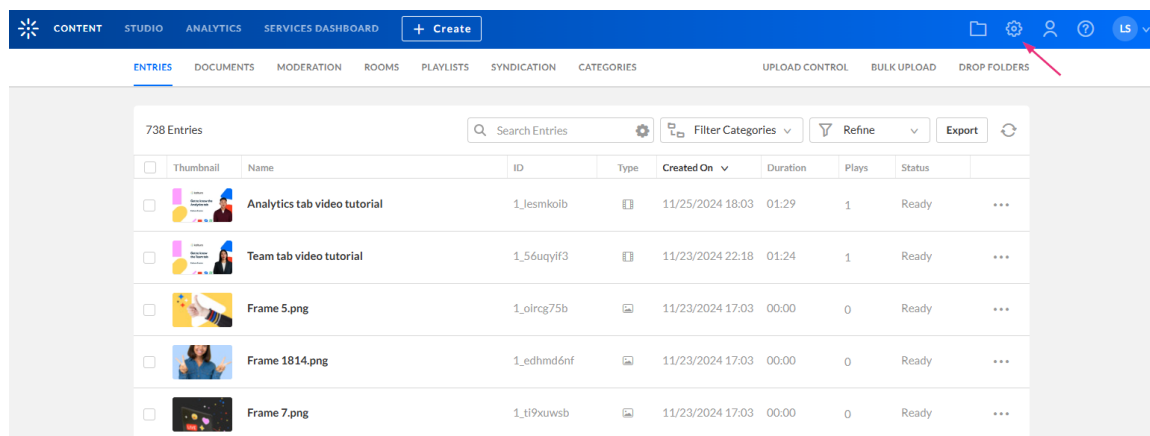 CONTENT STUDIO ANALYTICS SERVICES DASHBOARD + Create LS
ENTRIES DOCUMENTS MODERATION ROOMS PLAYLISTS SYNDICATION CATEGORIES UPLOAD CONTROL BULK UPLOAD DROP FOLDERS
738 Entries Search Entries Filter Categories Refine Export
Thumbnail Name ID Type Created On Duration Plays Status
Analytics tab video tutorial 1_lesmkoib 11/25/2024 18:03 01:29 1 Ready
Team tab video tutorial 1_56uqyif3 11/23/2024 22:18 01:24 1 Ready
Frame 5.png 1_oircg75b 11/23/2024 17:03 00:00 0 Ready
Frame 1814.png 1_edhmd6nf 11/23/2024 17:03 00:00 0 Ready
Frame 7.png 1_ti9xuwsb 11/23/2024 17:03 00:00 0 Ready